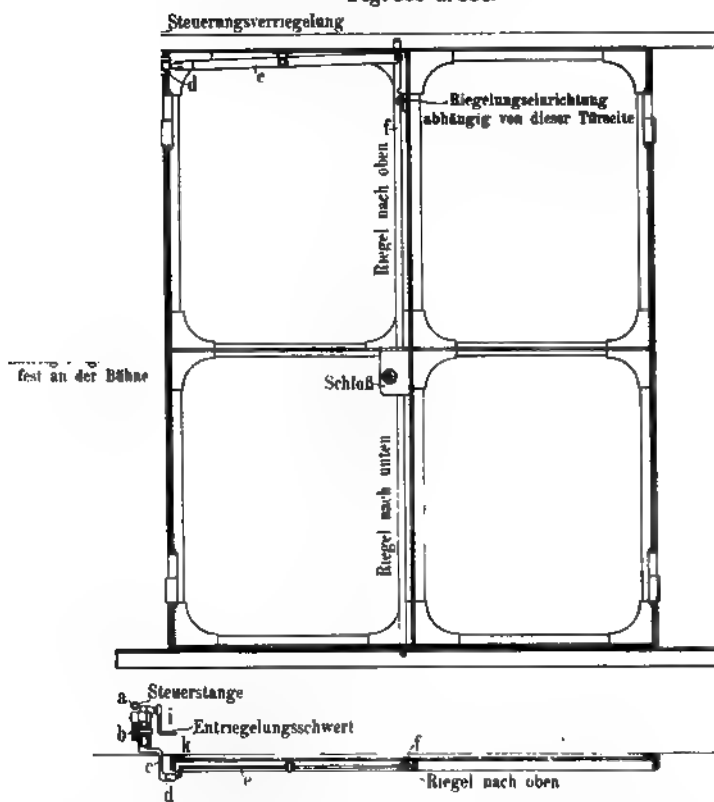 Steuerungsverriegelung
d
e
Riegelungseinrichtung
abhängig von dieser Türseite
f
Riegel nach oben
fest an der Bühne
Schloß
Riegel nach unten
a
Steuerstange
i
b
Entriegelungsschwert
k
f
c
e
Riegel nach oben
d